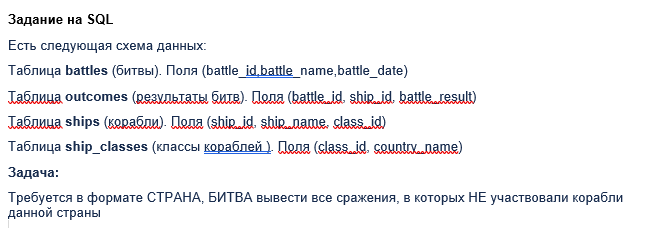 Задание на SQL
Есть следующая схема данных:
Таблица battles (битвы). Поля (battle_id,battle_name,battle_date)
Таблица outcomes (результаты битв). Поля (battle_id, ship_id, battle_result)
Таблица ships (корабли). Поля (ship_id, ship_name, class_id)
Таблица ship_classes (классы кораблей ). Поля (class_id, country_name)
Задача:
Требуется в формате СТРАНА, БИТВА вывести все сражения, в которых НЕ участвовали корабли
данной страны